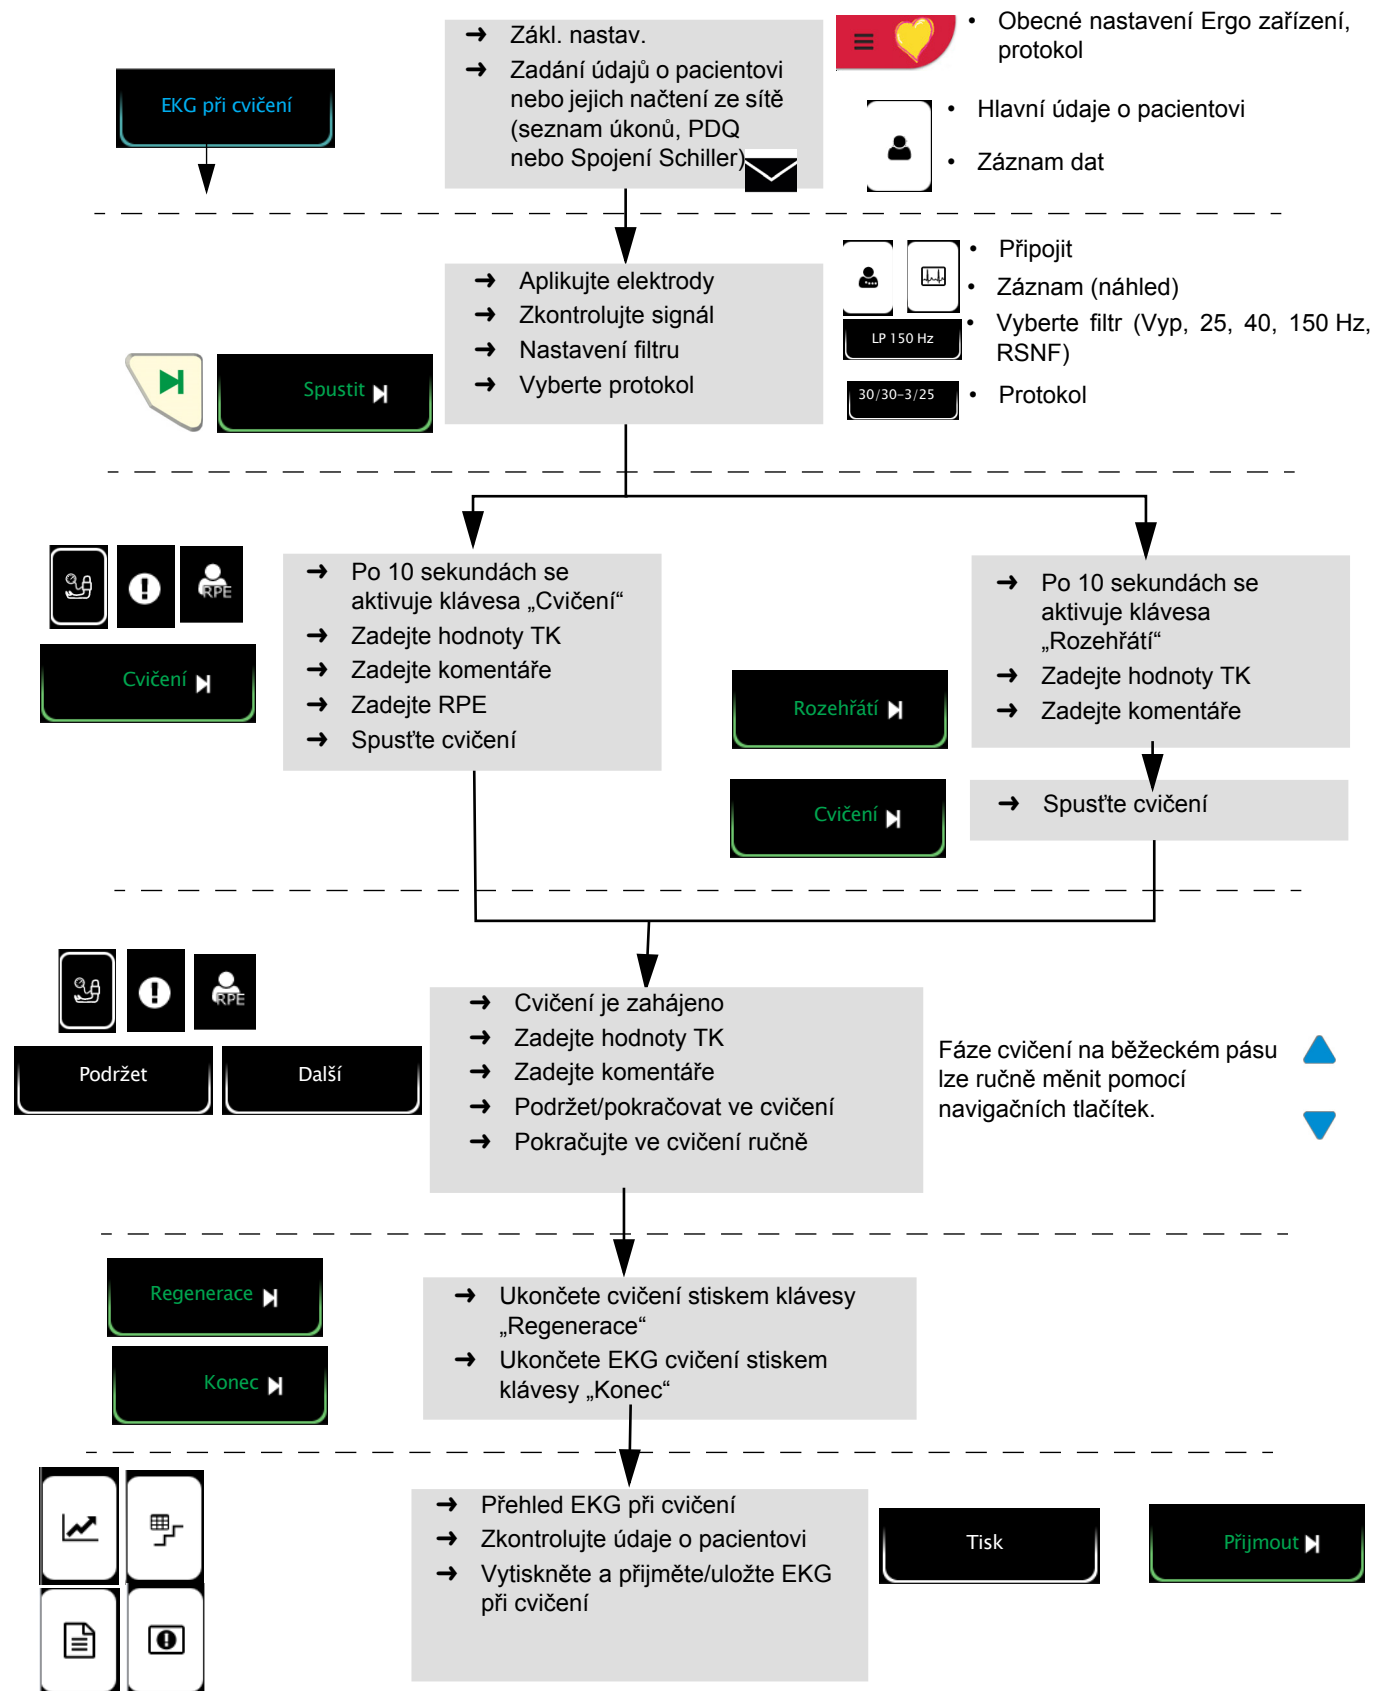 EKG při cvičení
➔ Zákl. nastav.
➔ Zadání údajů o pacientovi
nebo jejich načtení ze sítě
(seznam úkonů, PDQ
nebo Spojení Schiller)
• Obecné nastavení Ergo zařízení,
protokol
• Hlavní údaje o pacientovi
• Záznam dat
Spustit
➔ Aplikujte elektrody
➔ Zkontrolujte signál
➔ Nastavení filtru
➔ Vyberte protokol
• Připojit
• Záznam (náhled)
LP 150 Hz
• Vyberte filtr (Vyp, 25, 40, 150 Hz,
RSNF)
30/30-3/25
• Protokol
RPE
Cvičení
➔ Po 10 sekundách se
aktivuje klávesa „Cvičení“
➔ Zadejte hodnoty TK
➔ Zadejte komentáře
➔ Zadejte RPE
➔ Spusťte cvičení
Rozehřátí
Cvičení
➔ Po 10 sekundách se
aktivuje klávesa
„Rozehřátí“
➔ Zadejte hodnoty TK
➔ Zadejte komentáře
➔ Spusťte cvičení
RPE
Podržet
Další
➔ Cvičení je zahájeno
➔ Zadejte hodnoty TK
➔ Zadejte komentáře
➔ Podržet/pokračovat ve cvičení
➔ Pokračujte ve cvičení ručně
Fáze cvičení na běžeckém pásu
lze ručně měnit pomocí
navigačních tlačítek.
Regenerace
Konec
➔ Ukončete cvičení stiskem klávesy
„Regenerace“
➔ Ukončete EKG cvičení stiskem
klávesy „Konec“
➔ Přehled EKG při cvičení
➔ Zkontrolujte údaje o pacientovi
➔ Vytiskněte a přijměte/uložte EKG
při cvičení
Tisk
Přijmout